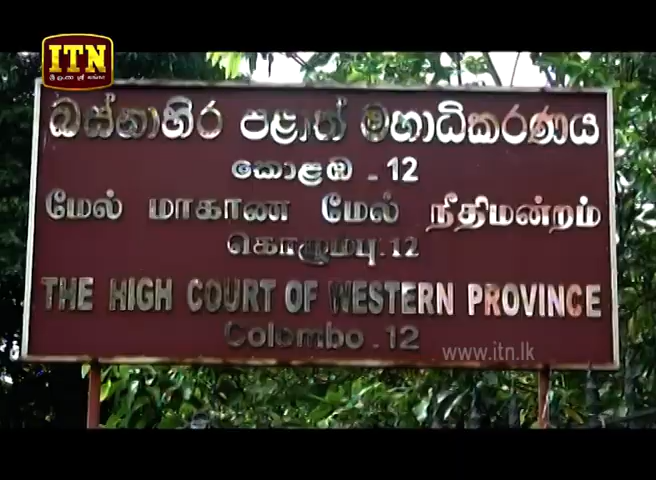 ITN
බස්නාහිර පළාත් මහාධිකරණය
කොළඹ - 12
மேல் மாகாண மேல் நீதிமன்றம்
கொழும்பு - 12
THE HIGH COURT OF WESTERN PROVINCE
Colombo - 12
www.itn.lk